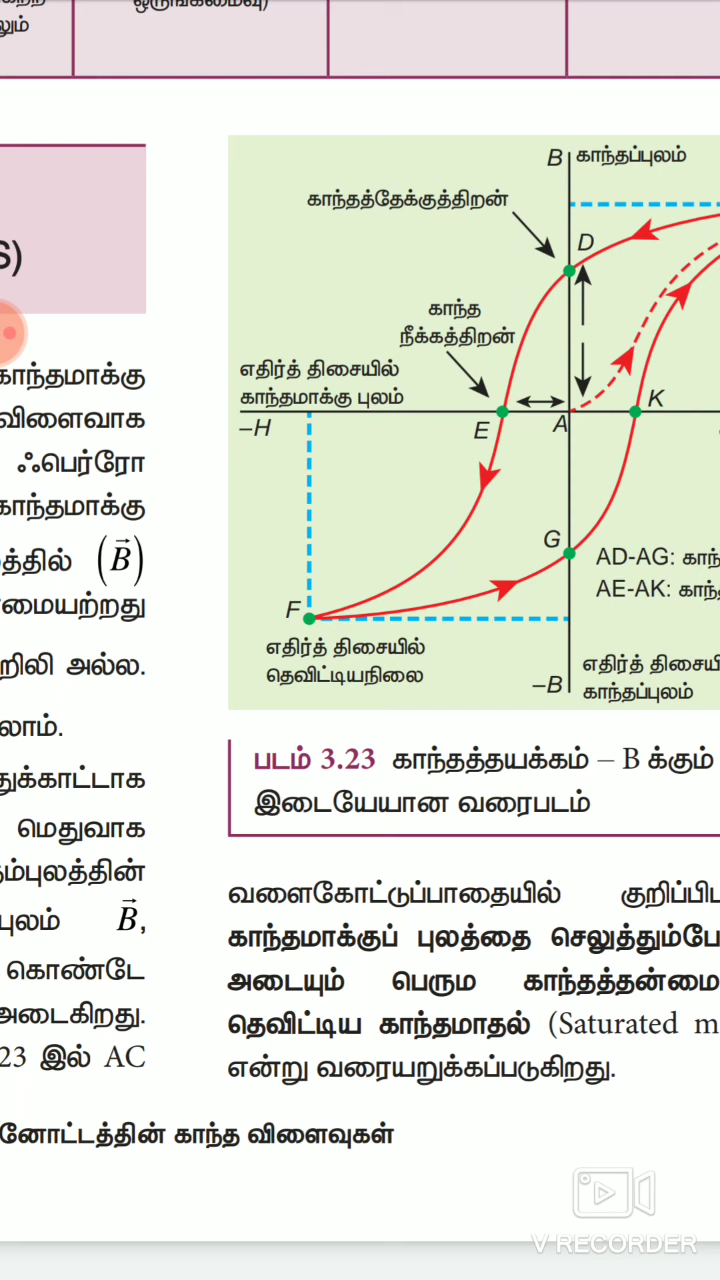 லும்
ஒருங்கமைவு)
S)
காந்தமாக்கு
விளைவாக
ஃபெர்ரோ
காந்தமாக்கு
த்தில் (B⃗)
மையற்றது
றிலி அல்ல.
லாம்.
துக்காட்டாக
மெதுவாக
ம்புலத்தின்
புலம் B⃗,
கொண்டே
அடைகிறது.
23 இல் AC
B காந்தப்புலம்
காந்தத்தேக்குத்திறன்
D
காந்த
நீக்கத்திறன்
எதிர்த் திசையில்
காந்தமாக்கு புலம்
–H
E
A
K
G
AD-AG: காந்
AE-AK: காந்
F
எதிர்த் திசையில்
தெவிட்டியநிலை
–B
எதிர்த் திசையி
காந்தப்புலம்
படம் 3.23 காந்தத்தயக்கம் – B க்கும்
இடையேயான வரைபடம்
வளைகோட்டுப்பாதையில் குறிப்பி
காந்தமாக்குப் புலத்தை செலுத்தும்போ
அடையும் பெரும காந்தத்தன்மை
தெவிட்டிய காந்தமாதல் (Saturated m
என்று வரையறுக்கப்படுகிறது.
னோட்டத்தின் காந்த விளைவுகள்
V RECORDER